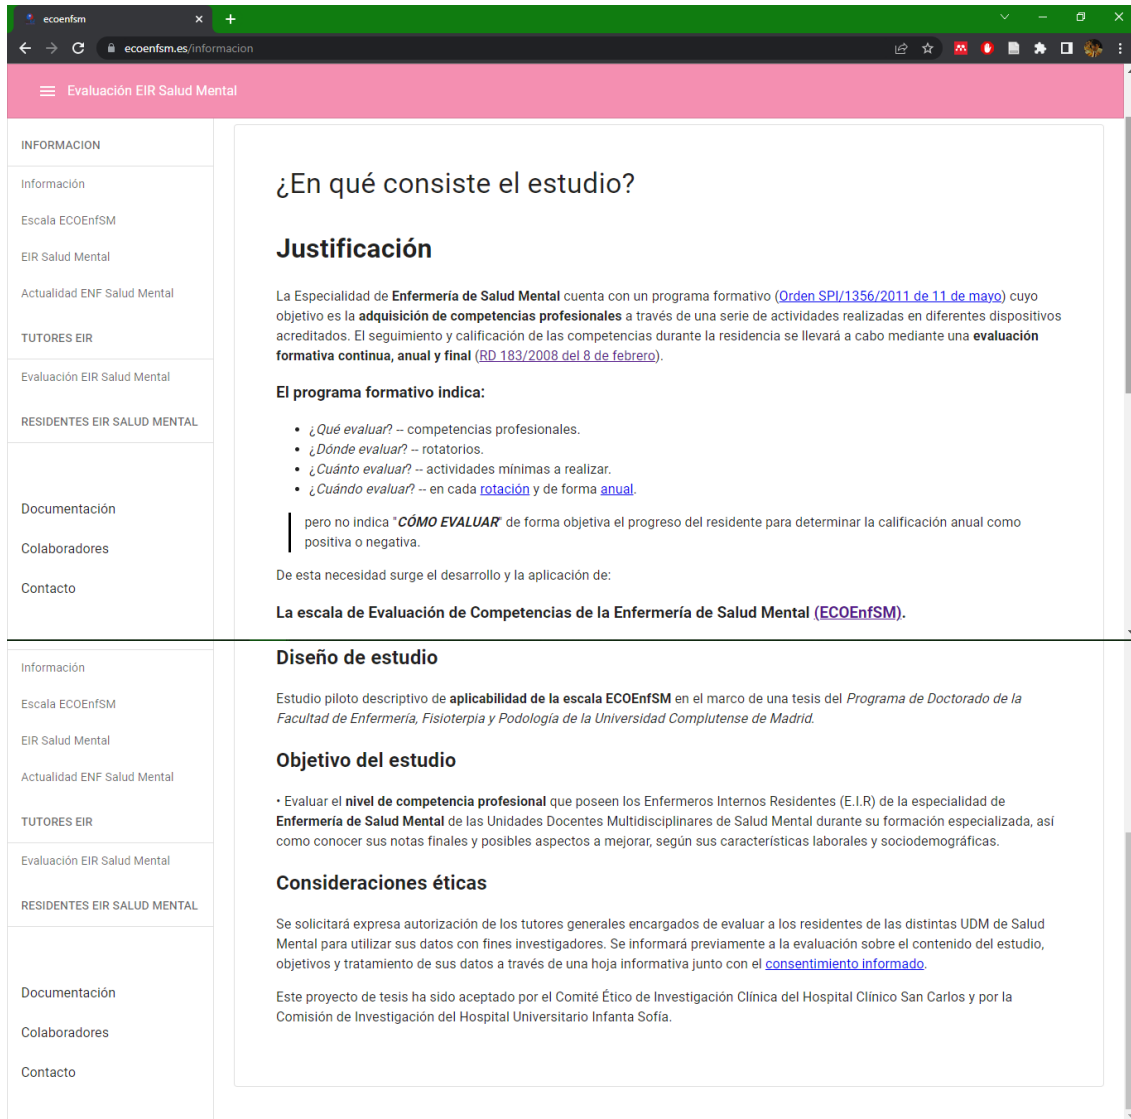 ecoenfsm
ecoenfsm.es/informacion
Evaluación EIR Salud Mental
INFORMACION
Información
Escala ECOEnfSM
EIR Salud Mental
Actualidad ENF Salud Mental
TUTORES EIR
Evaluación EIR Salud Mental
RESIDENTES EIR SALUD MENTAL
Documentación
Colaboradores
Contacto
¿En qué consiste el estudio?
Justificación
La Especialidad de Enfermería de Salud Mental cuenta con un programa formativo (Orden SPI/1356/2011 de 11 de mayo) cuyo
objetivo es la adquisición de competencias profesionales a través de una serie de actividades realizadas en diferentes dispositivos
acreditados. El seguimiento y calificación de las competencias durante la residencia se llevará a cabo mediante una evaluación
formativa continua, anual y final (RD 183/2008 del 8 de febrero).
El programa formativo indica:
• ¿Qué evaluar? -- competencias profesionales.
• ¿Dónde evaluar? -- rotatorios.
• ¿Cuánto evaluar? -- actividades mínimas a realizar.
• ¿Cuándo evaluar? -- en cada rotación y de forma anual.
pero no indica "CÓMO EVALUAR" de forma objetiva el progreso del residente para determinar la calificación anual como
positiva o negativa.
De esta necesidad surge el desarrollo y la aplicación de:
La escala de Evaluación de Competencias de la Enfermería de Salud Mental (ECOEnfSM).
Información
Escala ECOEnfSM
EIR Salud Mental
Actualidad ENF Salud Mental
TUTORES EIR
Evaluación EIR Salud Mental
RESIDENTES EIR SALUD MENTAL
Documentación
Colaboradores
Contacto
Diseño de estudio
Estudio piloto descriptivo de aplicabilidad de la escala ECOEnfSM en el marco de una tesis del Programa de Doctorado de la
Facultad de Enfermería, Fisioterpia y Podología de la Universidad Complutense de Madrid.
Objetivo del estudio
• Evaluar el nivel de competencia profesional que poseen los Enfermeros Internos Residentes (E.I.R) de la especialidad de
Enfermería de Salud Mental de las Unidades Docentes Multidisciplinares de Salud Mental durante su formación especializada, así
como conocer sus notas finales y posibles aspectos a mejorar, según sus características laborales y sociodemográficas.
Consideraciones éticas
Se solicitará expresa autorización de los tutores generales encargados de evaluar a los residentes de las distintas UDM de Salud
Mental para utilizar sus datos con fines investigadores. Se informará previamente a la evaluación sobre el contenido del estudio,
objetivos y tratamiento de sus datos a través de una hoja informativa junto con el consentimiento informado.
Este proyecto de tesis ha sido aceptado por el Comité Ético de Investigación Clínica del Hospital Clínico San Carlos y por la
Comisión de Investigación del Hospital Universitario Infanta Sofía.